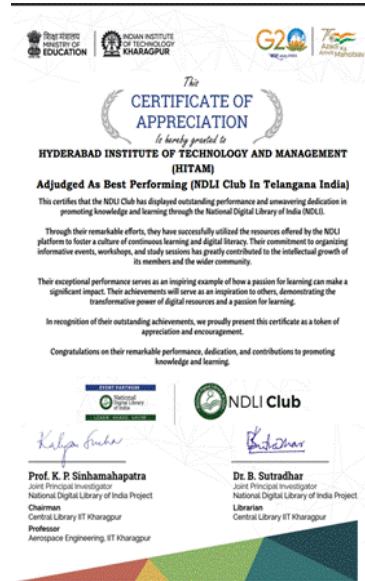 शिक्षा मंत्रालय
MINISTRY OF
EDUCATION
INDIAN INSTITUTE
OF TECHNOLOGY
KHARAGPUR
G20
Azadi Ka
Amrit Mahotsav
This
CERTIFICATE OF
APPRECIATION
Is hereby granted to
HYDERABAD INSTITUTE OF TECHNOLOGY AND MANAGEMENT
(HITAM)
Adjudged As Best Performing (NDLI Club In Telangana India)
This certifies that the NDLI Club has displayed outstanding performance and unwavering dedication in
promoting knowledge and learning through the National Digital Library of India (NDLI).
Through their remarkable efforts, they have successfully utilized the resources offered by the NDLI
platform to foster a culture of continuous learning and digital literacy. Their commitment to organizing
informative events, workshops, and study sessions has greatly contributed to the intellectual growth of
its members and the wider community.
Their exceptional performance serves as an inspiring example of how a passion for learning can make a
significant impact. Their achievements will serve as an inspiration to others, demonstrating the
transformative power of digital resources and a passion for learning.
In recognition of their outstanding achievements, we proudly present this certificate as a token of
appreciation and encouragement.
Congratulations on their remarkable performance, dedication, and contributions to promoting
knowledge and learning.
EVENT PARTNERS
National
Digital Library
of India
NDLI Club
Prof. K. P. Sinhamahapatra
Joint Principal Investigator
National Digital Library of India Project
Chairman
Central Library IIT Kharagpur
Professor
Aerospace Engineering, IIT Kharagpur
Dr. B. Sutradhar
Joint Principal Investigator
National Digital Library of India Project
Librarian
Central Library IIT Kharagpur